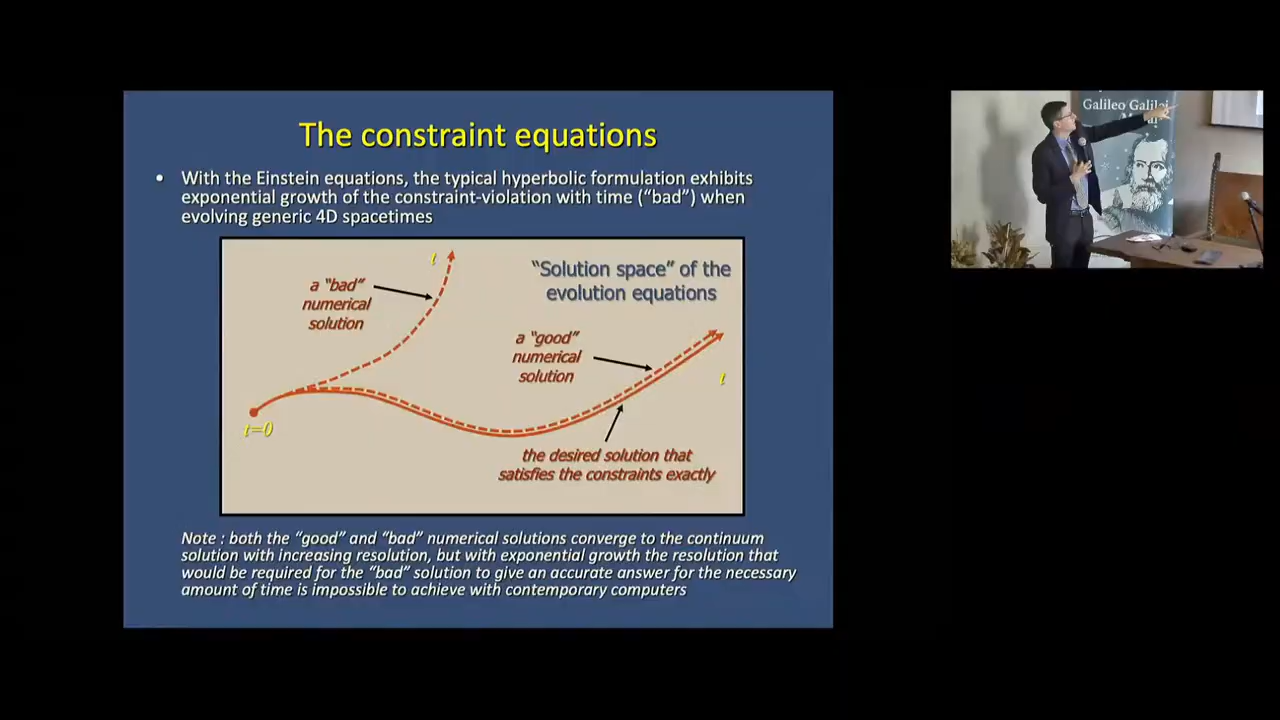 The constraint equations
• With the Einstein equations, the typical hyperbolic formulation exhibits
exponential growth of the constraint-violation with time (“bad”) when
evolving generic 4D spacetimes
t
“Solution space” of the
evolution equations
a “bad”
numerical
solution
a “good”
numerical
solution
t
t=0
the desired solution that
satisfies the constraints exactly
Note : both the “good” and “bad” numerical solutions converge to the continuum
solution with increasing resolution, but with exponential growth the resolution that
would be required for the “bad” solution to give an accurate answer for the necessary
amount of time is impossible to achieve with contemporary computers
Galileo Galilei